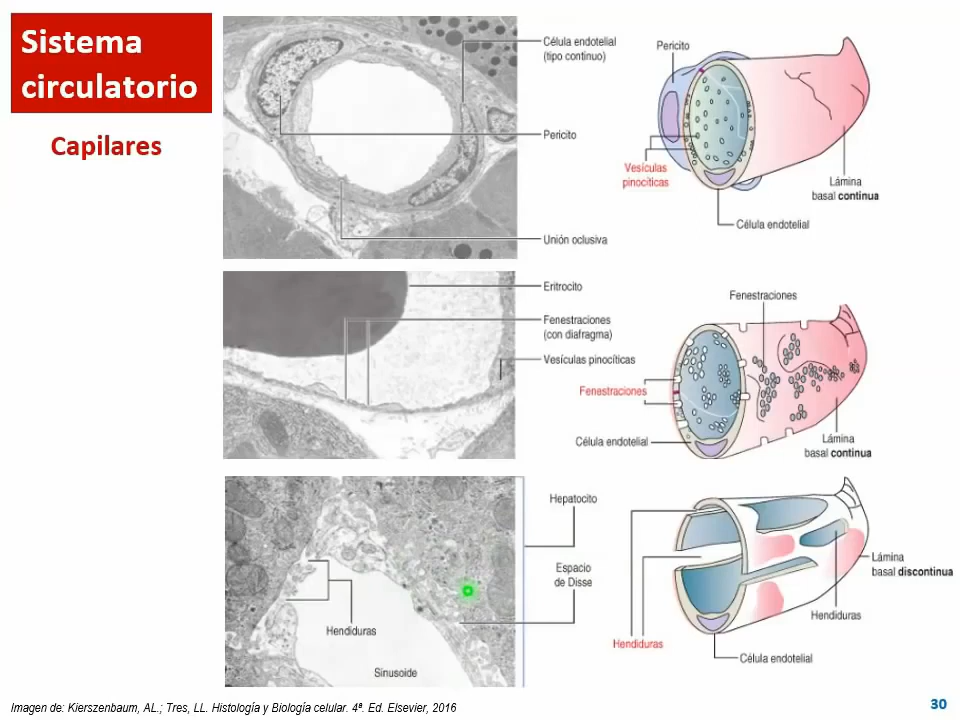 Sistema
circulatorio
Capilares
Célula endotelial
(tipo continuo)
Pericito
Unión oclusiva
Pericito
Vesículas
pinocíticas
Lámina
basal continua
Célula endotelial
Eritrocito
Fenestraciones
(con diafragma)
Vesículas pinocíticas
Fenestraciones
Fenestraciones
Célula endotelial
Lámina
basal continua
Hepatocito
Espacio
de Disse
Hendiduras
Sinusoide
Lámina
basal discontinua
Hendiduras
Hendiduras
Célula endotelial
Imagen de: Kierszenbaum, AL.; Tres, LL. Histología y Biología celular. 4ª. Ed. Elsevier, 2016
30